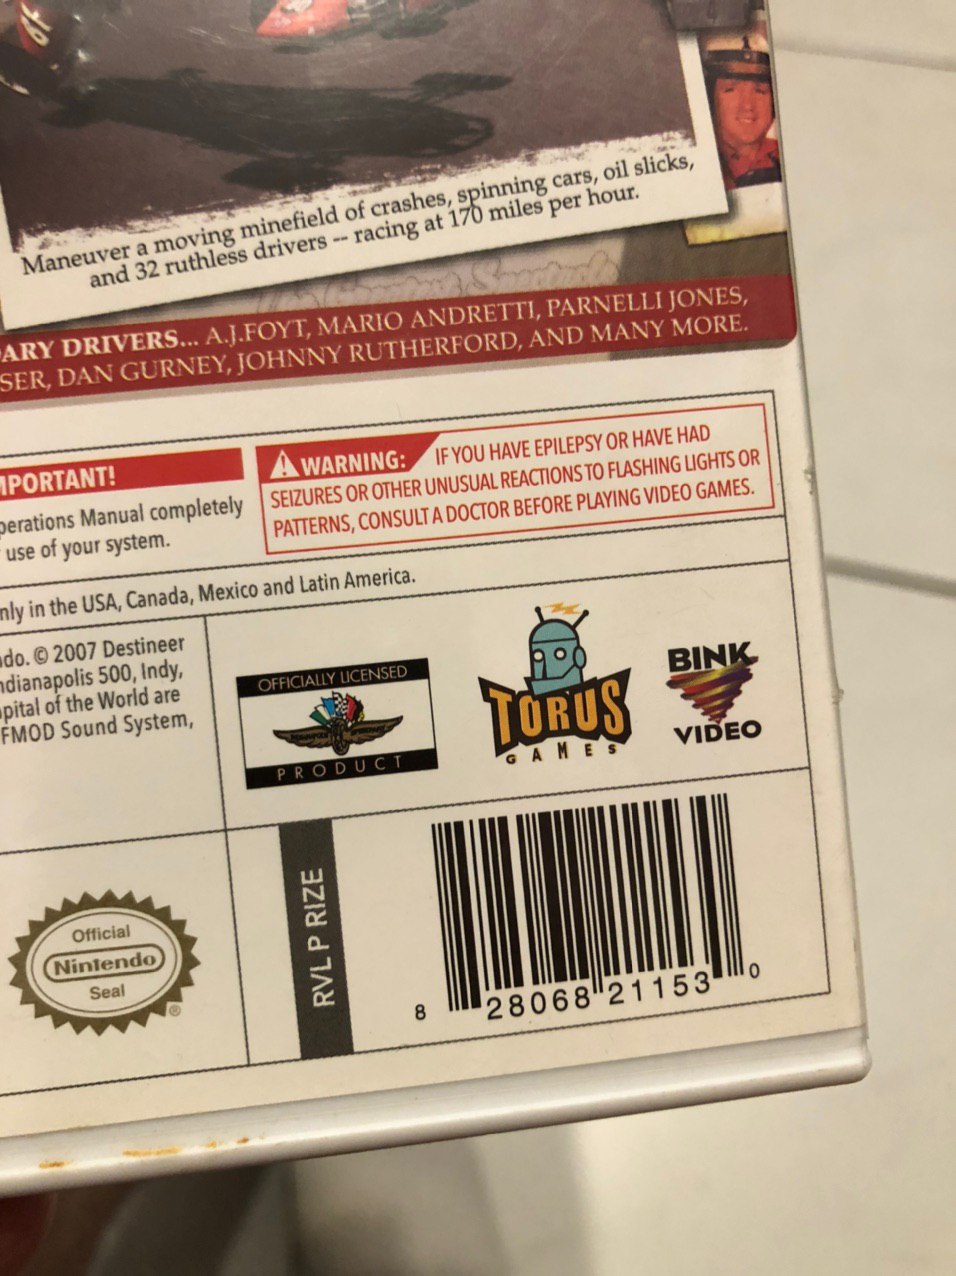 Maneuver a moving minefield of crashes, spinning cars, oil slicks,
and 32 ruthless drivers -- racing at 170 miles per hour.
ARY DRIVERS... A.J.FOYT, MARIO ANDRETTI, PARNELLI JONES,
SER, DAN GURNEY, JOHNNY RUTHERFORD, AND MANY MORE.
MPORTANT!
perations Manual completely
use of your system.
WARNING: IF YOU HAVE EPILEPSY OR HAVE HAD
SEIZURES OR OTHER UNUSUAL REACTIONS TO FLASHING LIGHTS OR
PATTERNS, CONSULT A DOCTOR BEFORE PLAYING VIDEO GAMES.
nly in the USA, Canada, Mexico and Latin America.
do. © 2007 Destineer
ndianapolis 500, Indy,
pital of the World are
FMOD Sound System,
OFFICIALLY LICENSED
PRODUCT
TORUS
GAMES
BINK
VIDEO
Official
Nintendo
Seal
®
RVL P RIZE
8 28068 21153 0